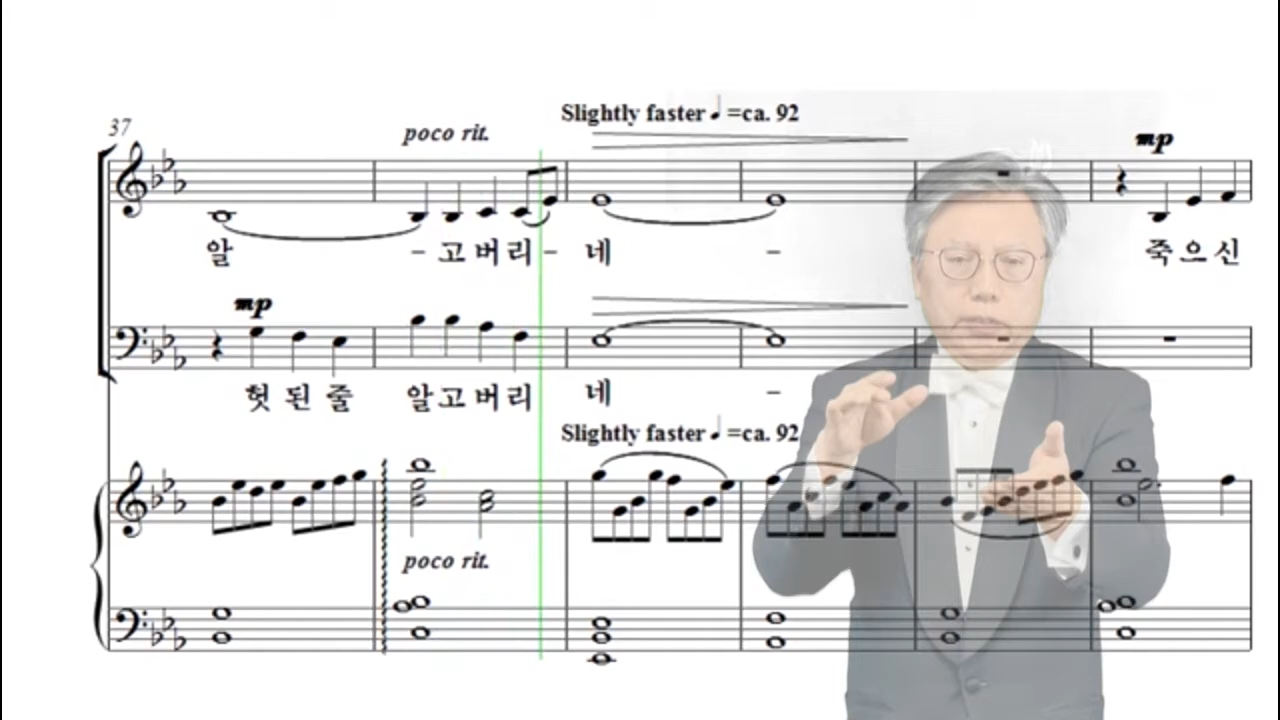 Slightly faster ♩=ca. 92
37
poco rit.
mp
알 - 고버리 - 네 - 죽으신
mp
헛된줄 알고버리 네 -
Slightly faster ♩=ca. 92
poco rit.